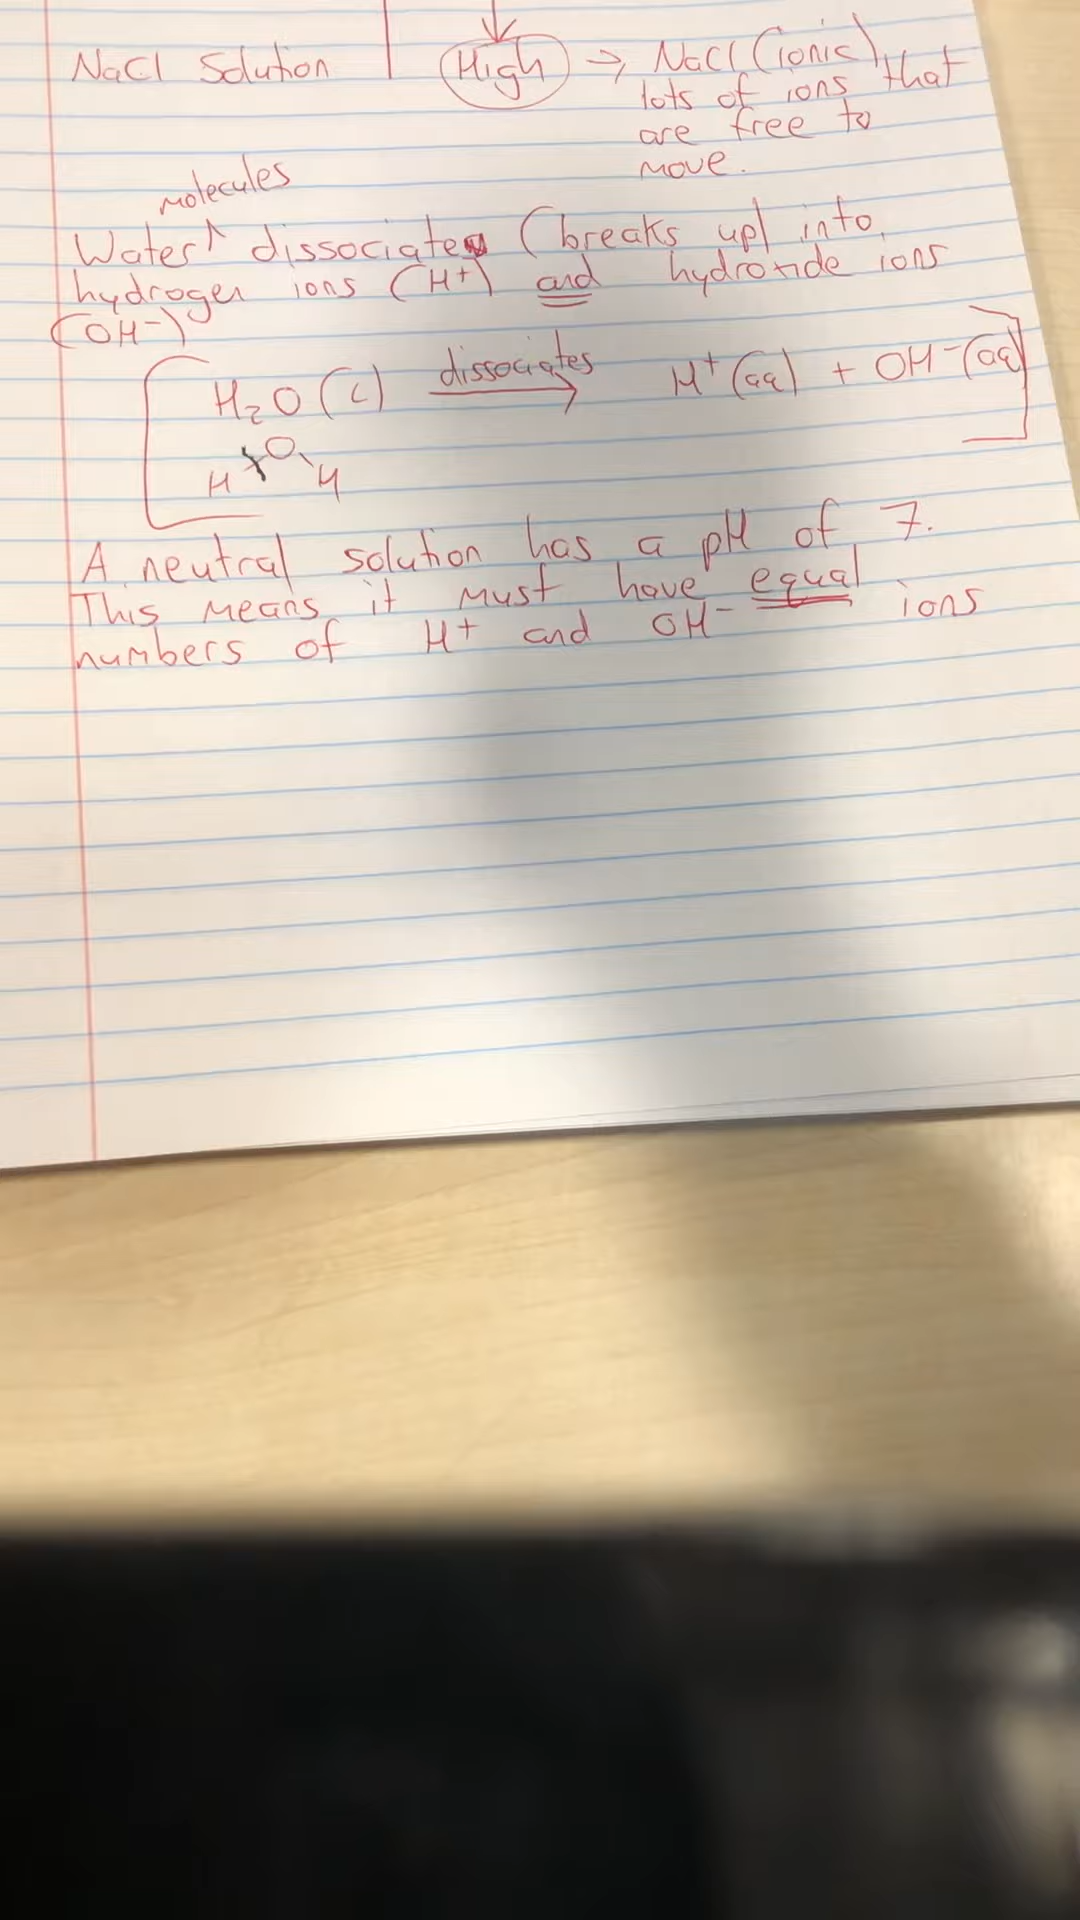 NaCl Solution
High → NaCl (ionic)
lots of ions that
are free to
move.
molecules
Water ^ dissociate (breaks up) into
hydrogen ions (H⁺) and hydroxide ions
(OH⁻)
H₂O (L) dissociates → H⁺ (aq) + OH⁻ (aq)
H O H
A neutral solution has a pH of 7.
This means it must have equal
numbers of H⁺ and OH⁻ ions